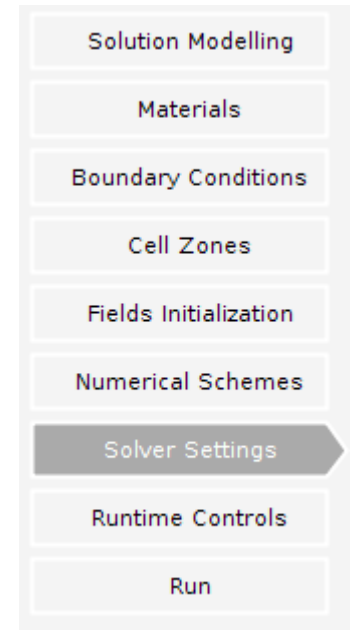 Solution Modelling
Materials
Boundary Conditions
Cell Zones
Fields Initialization
Numerical Schemes
Solver Settings
Runtime Controls
Run